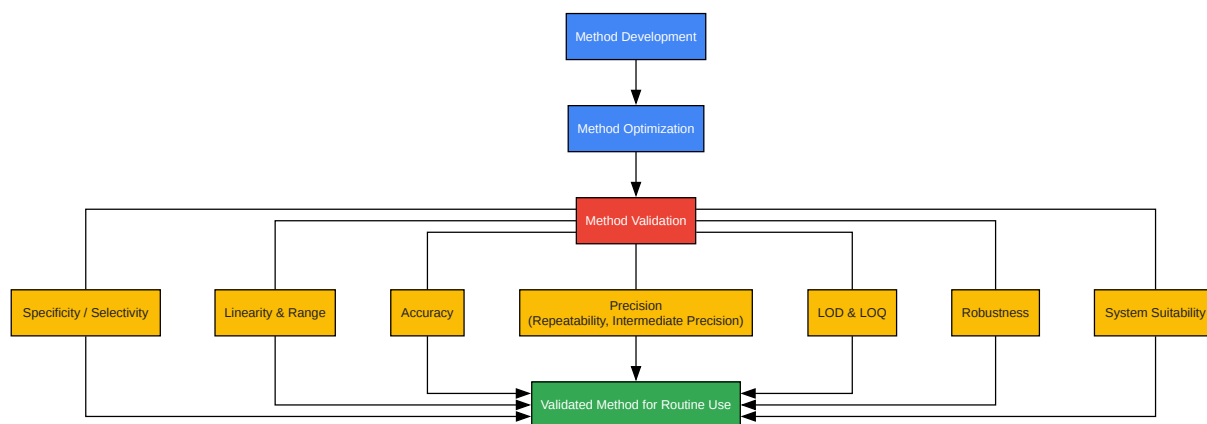 Method Development
Method Optimization
Method Validation
Specificity / Selectivity
Linearity & Range
Accuracy
Precision
(Repeatability, Intermediate Precision)
LOD & LOQ
Robustness
System Suitability
Validated Method for Routine Use